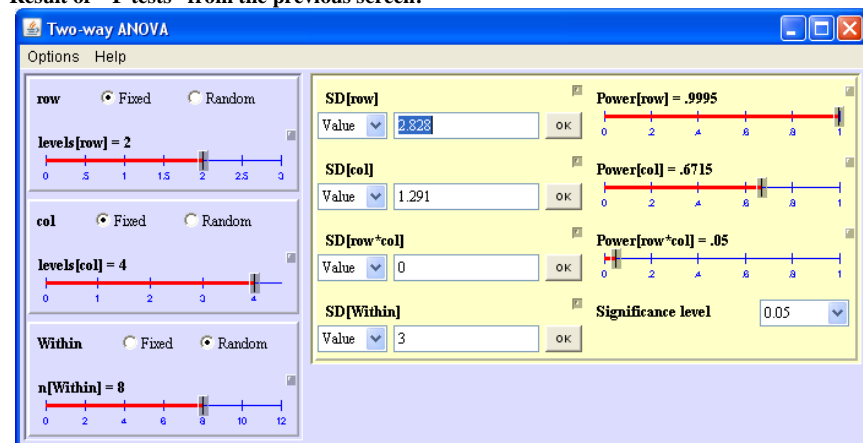 Result of "F tests" from the previous screen:
Two-way ANOVA
Options Help
row Fixed Random
levels[row] = 2
0 .5 1 1.5 2 2.5 3
col Fixed Random
levels[col] = 4
0 1 2 3 4
Within Fixed Random
n[Within] = 8
0 2 4 6 8 10 12
SD[row]
Value 2.828 OK
SD[col]
Value 1.291 OK
SD[row*col]
Value 0 OK
SD[Within]
Value 3 OK
Power[row] = .9995
0 .2 .4 .6 .8 1
Power[col] = .6715
0 .2 .4 .6 .8 1
Power[row*col] = .05
0 .2 .4 .6 .8 1
Significance level 0.05